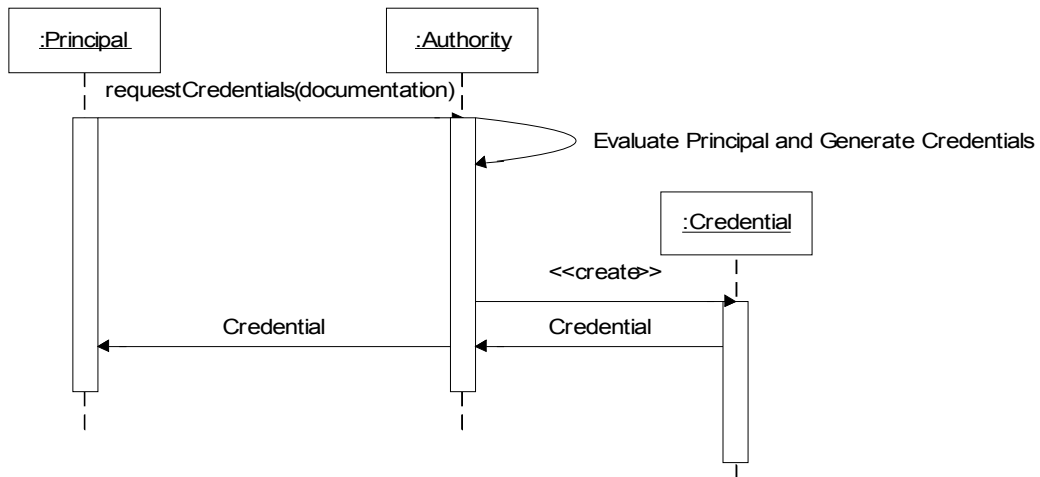 :Principal
:Authority
requestCredentials(documentation)
Evaluate Principal and Generate Credentials
:Credential
<<create>>
Credential
Credential